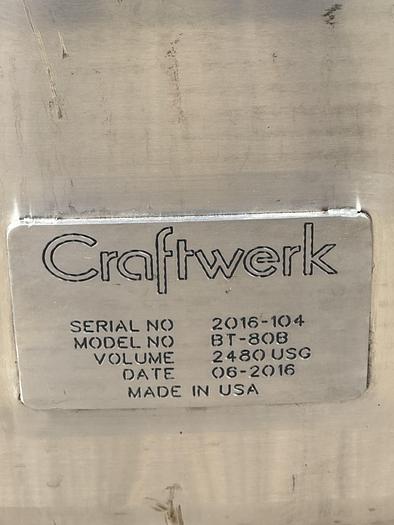 Craftwerk
SERIAL NO 2016-104
MODEL NO BT-80B
VOLUME 2480 USG
DATE 06-2016
MADE IN USA